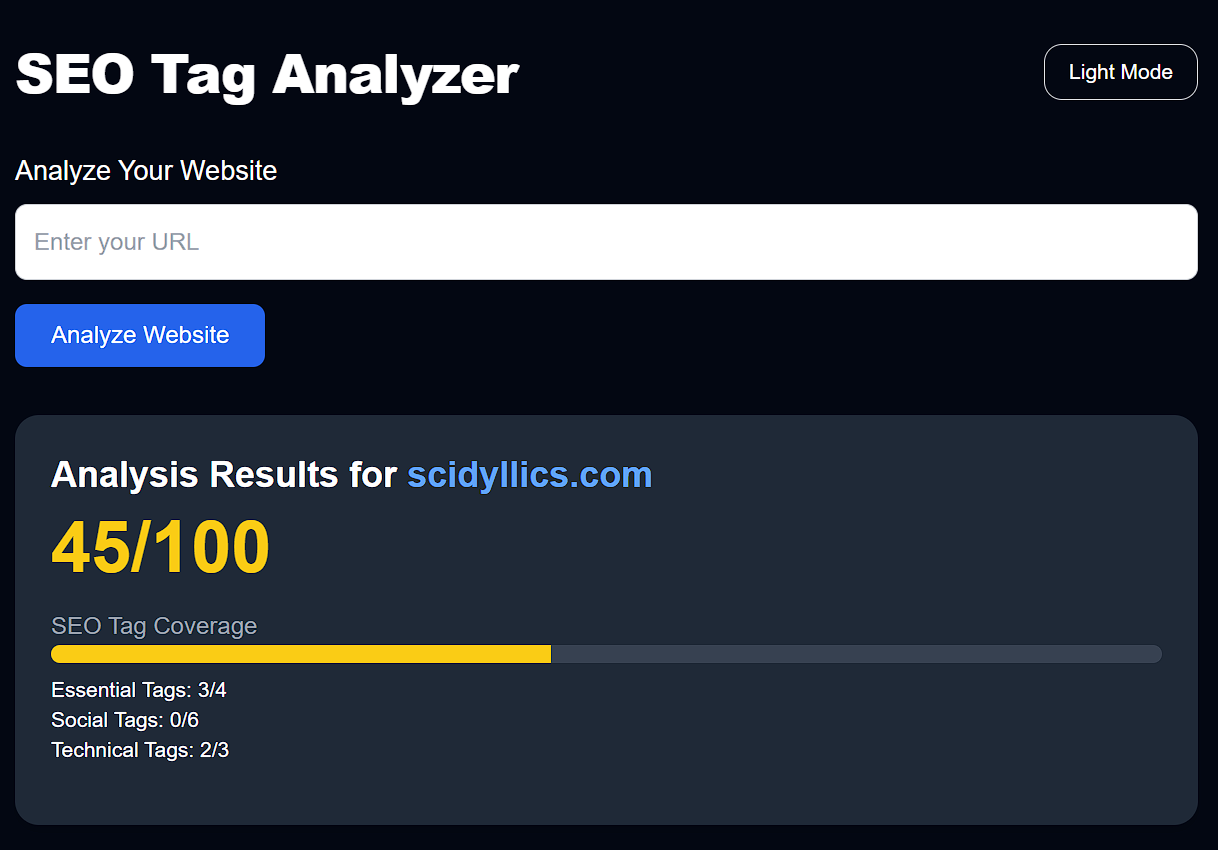 SEO Tag Analyzer
Light Mode
Analyze Your Website
Enter your URL
Analyze Website
Analysis Results for scidyllics.com
45/100
SEO Tag Coverage
Essential Tags: 3/4
Social Tags: 0/6
Technical Tags: 2/3